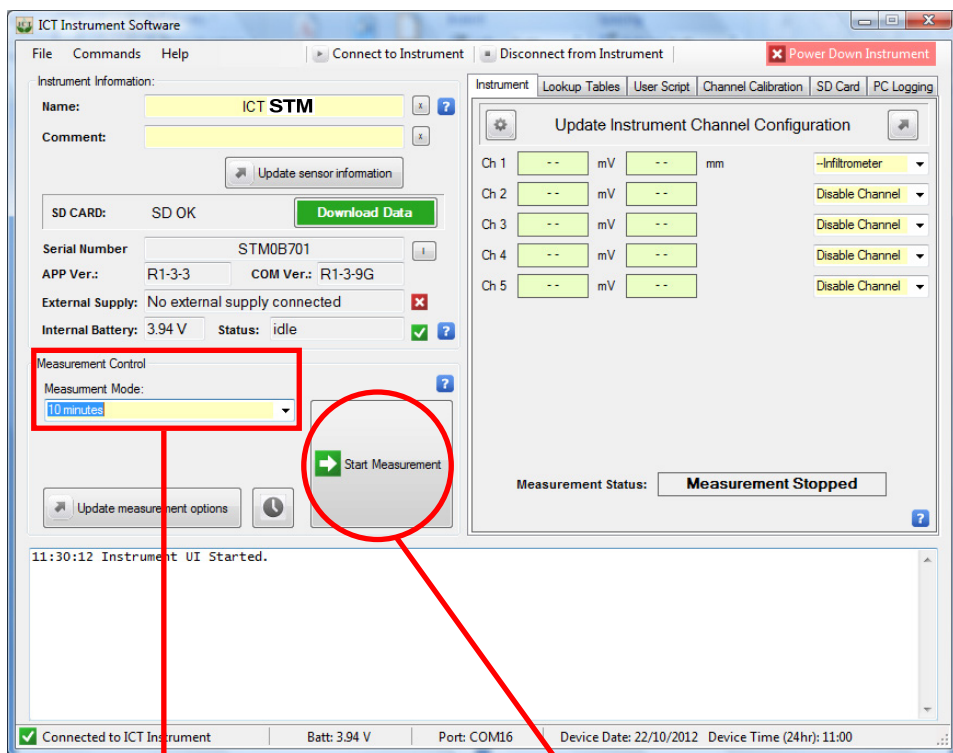 ICT Instrument Software
File Commands Help Connect to Instrument Disconnect from Instrument Power Down Instrument
Instrument Information:
Name: ICT STM x ?
Comment: x
Update sensor information
SD CARD: SD OK Download Data
Serial Number STM0B701 i
APP Ver.: R1-3-3 COM Ver.: R1-3-9G
External Supply: No external supply connected
Internal Battery: 3.94 V Status: idle ?
Measurement Control
Measurment Mode: ?
10 minutes
Start Measurement
Update measurement options
Instrument Lookup Tables User Script Channel Calibration SD Card PC Logging
Update Instrument Channel Configuration
Ch 1 -- mV -- mm --Infiltrometer
Ch 2 -- mV -- Disable Channel
Ch 3 -- mV -- Disable Channel
Ch 4 -- mV -- Disable Channel
Ch 5 -- mV -- Disable Channel
Measurement Status: Measurement Stopped
?
11:30:12 Instrument UI Started.
Connected to ICT Instrument Batt: 3.94 V Port: COM16 Device Date: 22/10/2012 Device Time (24hr): 11:00